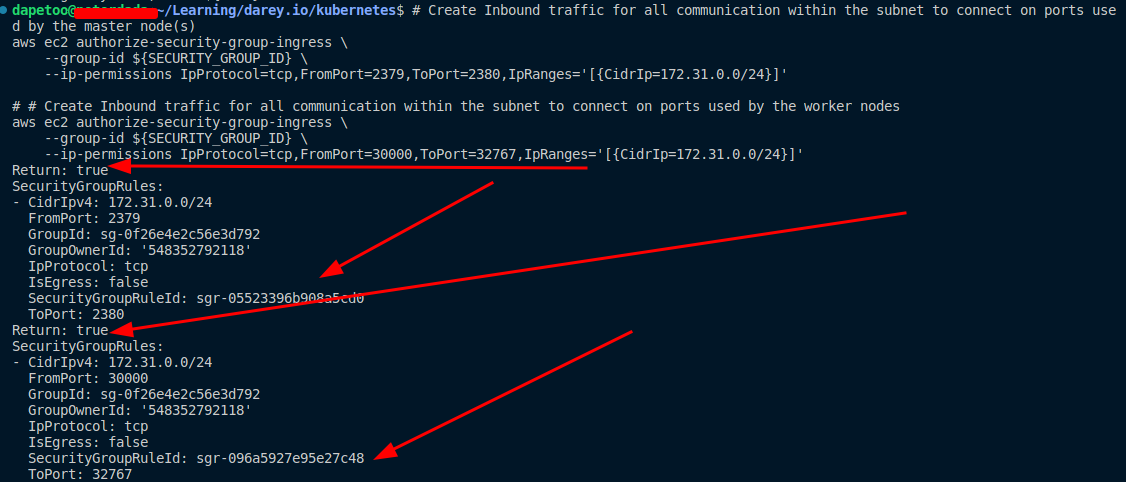 dapetoo@ ~/Learning/darey.io/kubernetes$ # Create Inbound traffic for all communication within the subnet to connect on ports use
d by the master node(s)
aws ec2 authorize-security-group-ingress \
    --group-id ${SECURITY_GROUP_ID} \
    --ip-permissions IpProtocol=tcp,FromPort=2379,ToPort=2380,IpRanges='[{CidrIp=172.31.0.0/24}]'
# # Create Inbound traffic for all communication within the subnet to connect on ports used by the worker nodes
aws ec2 authorize-security-group-ingress \
    --group-id ${SECURITY_GROUP_ID} \
    --ip-permissions IpProtocol=tcp,FromPort=30000,ToPort=32767,IpRanges='[{CidrIp=172.31.0.0/24}]'
Return: true
SecurityGroupRules:
- CidrIpv4: 172.31.0.0/24
  FromPort: 2379
  GroupId: sg-0f26e4e2c56e3d792
  GroupOwnerId: '548352792118'
  IpProtocol: tcp
  IsEgress: false
  SecurityGroupRuleId: sgr-05523396b908a5cd0
  ToPort: 2380
Return: true
SecurityGroupRules:
- CidrIpv4: 172.31.0.0/24
  FromPort: 30000
  GroupId: sg-0f26e4e2c56e3d792
  GroupOwnerId: '548352792118'
  IpProtocol: tcp
  IsEgress: false
  SecurityGroupRuleId: sgr-096a5927e95e27c48
  ToPort: 32767